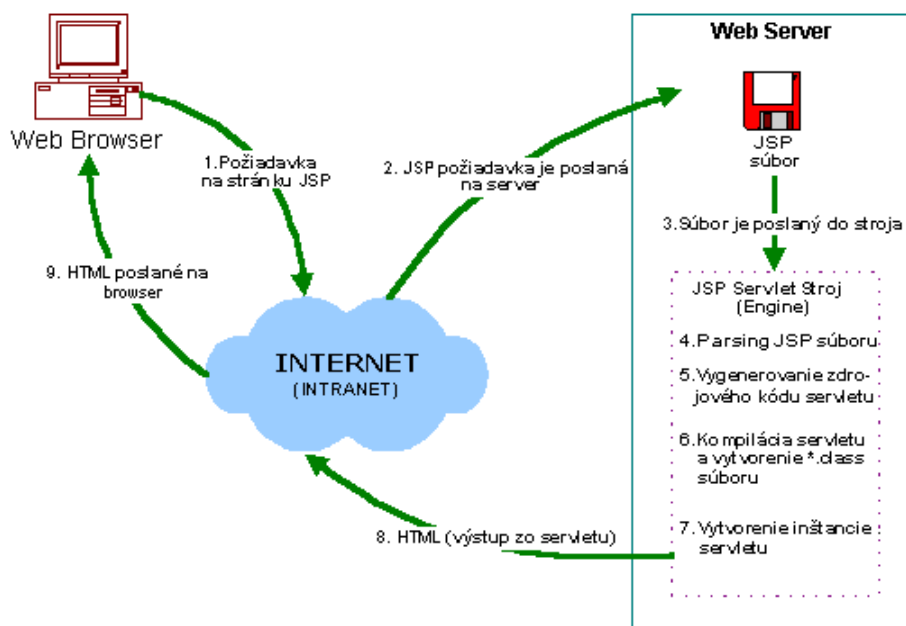 Web Server
Web Browser
JSP
súbor
1.Požiadavka
na stránku JSP
2. JSP požiadavka je poslaná
na server
3.Súbor je poslaný do stroja
9. HTML poslané na
browser
JSP Servlet Stroj
(Engine)
4.Parsing JSP súboru
5.Vygenerovanie zdro-
jového kódu servletu
6.Kompilácia servletu
a vytvorenie *.class
súboru
7.Vytvorenie inštancie
servletu
INTERNET
(INTRANET)
8. HTML (výstup zo servletu)